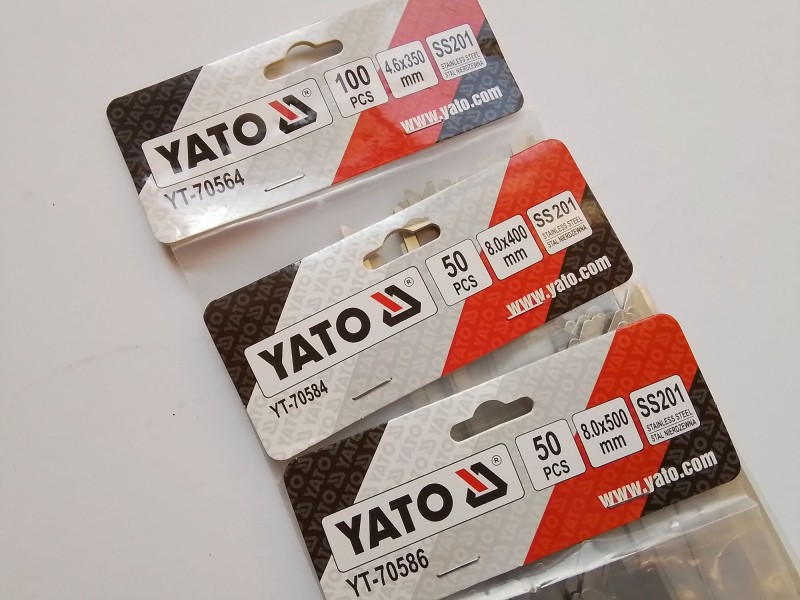 YATO ®
YT-70564
100
PCS
4,6x350
mm
SS201
STAINLESS STEEL
STAL NIERDZEWNA
www.yato.com
YATO ®
YT-70584
50
PCS
8.0x400
mm
SS201
STAINLESS STEEL
STAL NIERDZEWNA
www.yato.com
YATO ®
YT-70586
50
PCS
8.0x500
mm
SS201
STAINLESS STEEL
STAL NIERDZEWNA
www.yato.com